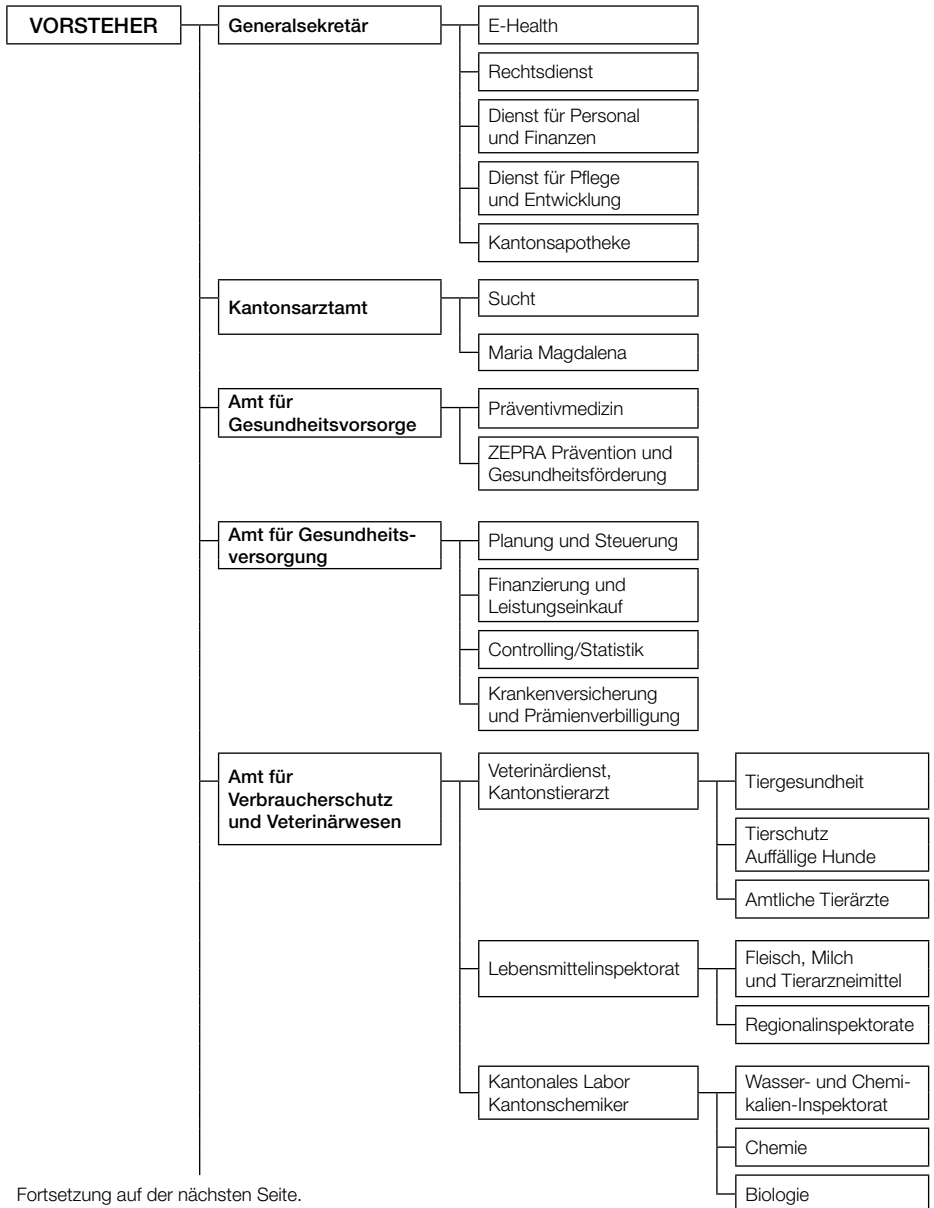 VORSTEHER
Generalsekretär
E-Health
Rechtsdienst
Dienst für Personal
und Finanzen
Dienst für Pflege
und Entwicklung
Kantonsapotheke
Kantonsarztamt
Sucht
Maria Magdalena
Amt für
Gesundheitsvorsorge
Präventivmedizin
ZEPRA Prävention und
Gesundheitsförderung
Amt für Gesundheits-
versorgung
Planung und Steuerung
Finanzierung und
Leistungseinkauf
Controlling/Statistik
Krankenversicherung
und Prämienverbilligung
Amt für
Verbraucherschutz
und Veterinärwesen
Veterinärdienst,
Kantonstierarzt
Tiergesundheit
Tierschutz
Auffällige Hunde
Amtliche Tierärzte
Lebensmittelinspektorat
Fleisch, Milch
und Tierarzneimittel
Regionalinspektorate
Kantonales Labor
Kantonschemiker
Wasser- und Chemi-
kalien-Inspektorat
Chemie
Biologie
Fortsetzung auf der nächsten Seite.